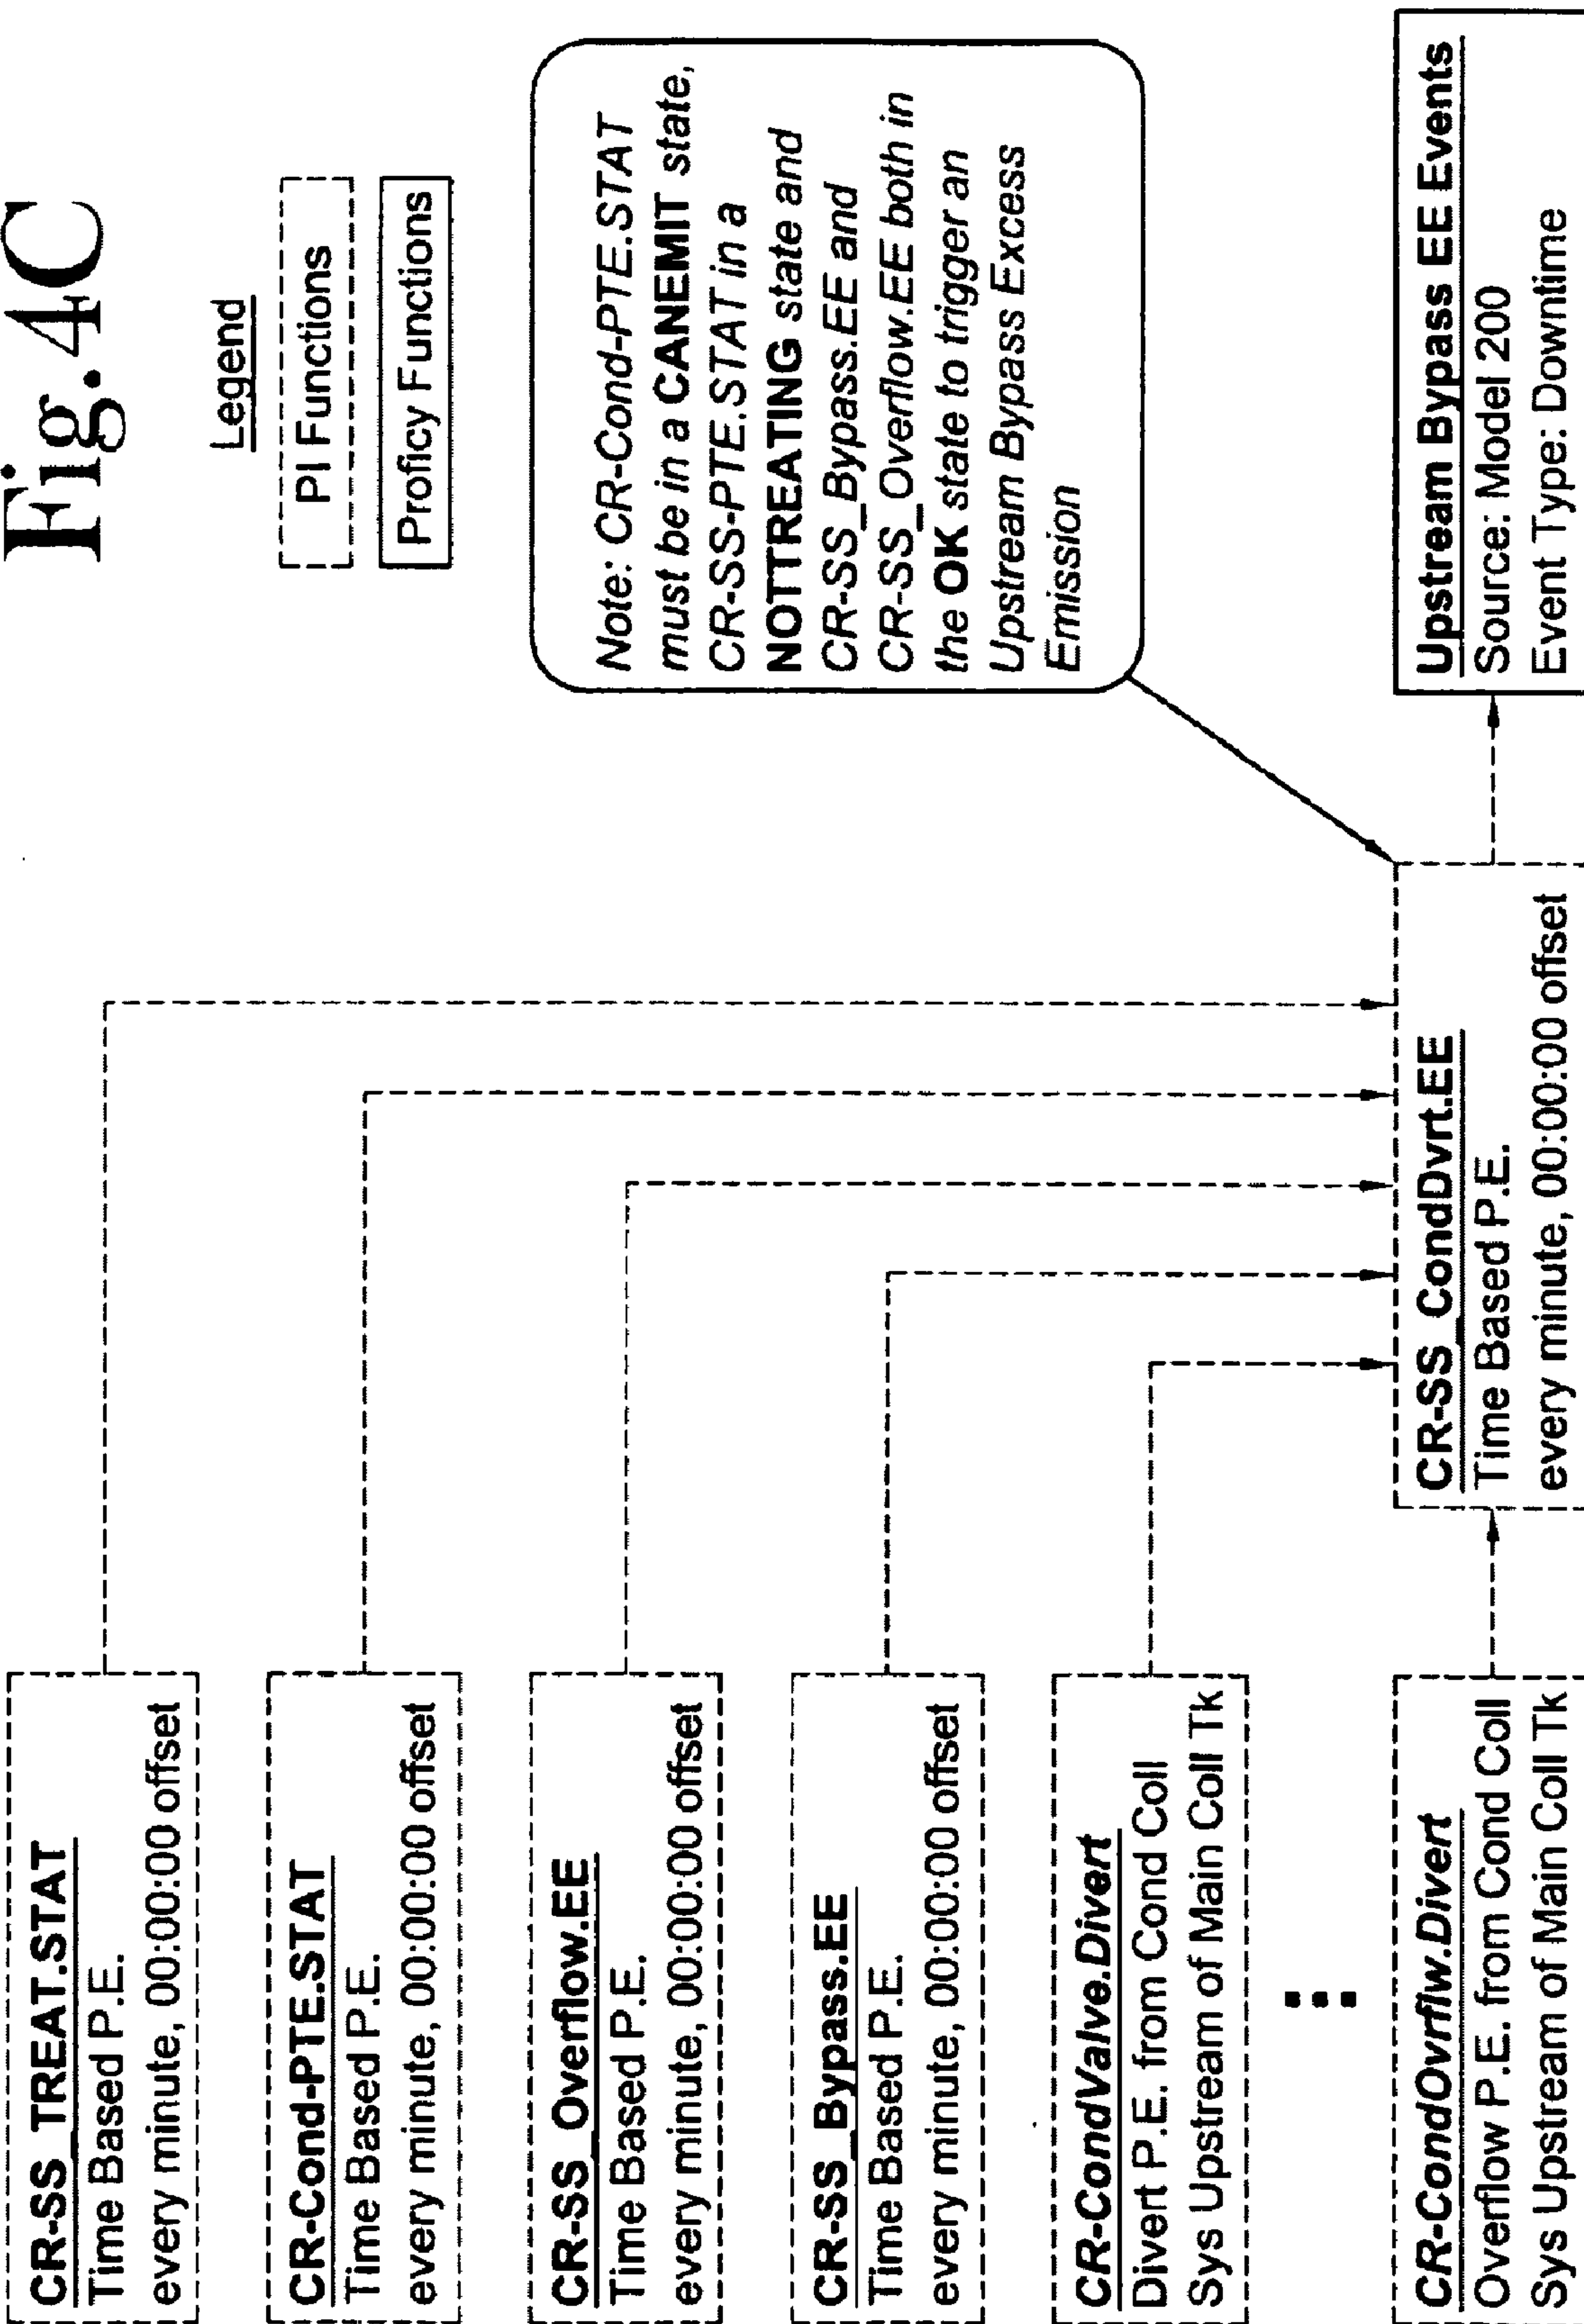 Fig.4C
Legend
PI Functions
Proficy Functions
Note: CR-Cond-PTE.STAT
must be in a CANEMIT state,
CR-SS-PTE.STAT in a
NOTTREATING state and
CR-SS_Bypass.EE and
CR-SS_Overflow.EE both in
the OK state to trigger an
Upstream Bypass Excess
Emission
CR-SS_TREAT.STAT
Time Based P.E.
every minute, 00:00:00 offset
CR-Cond-PTE.STAT
Time Based P.E.
every minute, 00:00:00 offset
CR-SS_Overflow.EE
Time Based P.E.
every minute, 00:00:00 offset
CR-SS_Bypass.EE
Time Based P.E.
every minute, 00:00:00 offset
CR-CondValve.Divert
Divert P.E. from Cond Coll
Sys Upstream of Main Coll Tk
CR-CondOvrflw.Divert
Overflow P.E. from Cond Coll
Sys Upstream of Main Coll Tk
CR-SS_CondDvrt.EE
Time Based P.E.
every minute, 00:00:00 offset
Upstream Bypass EE Events
Source: Model 200
Event Type: Downtime